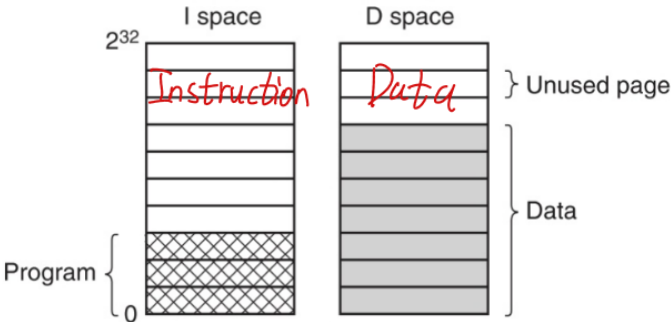 I space
D space
2³²
Instruction
Data
Unused page
Data
Program
0